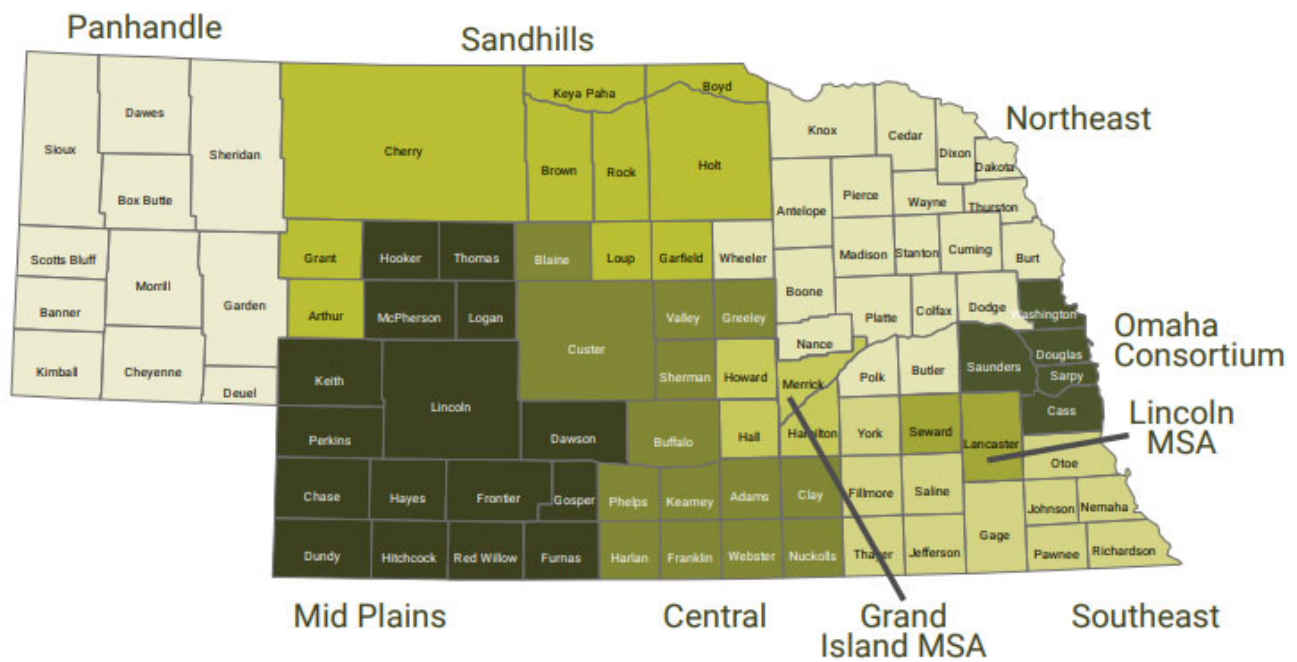 Panhandle
Sandhills
Northeast
Omaha
Consortium
Lincoln
MSA
Mid Plains
Central
Grand
Island MSA
Southeast
Sioux
Dawes
Sheridan
Box Butte
Scotts Bluff
Banner
Kimball
Morrill
Cheyenne
Garden
Deuel
Cherry
Keya Paha
Boyd
Brown
Rock
Holt
Grant
Hooker
Thomas
Blaine
Loup
Garfield
Wheeler
Arthur
McPherson
Logan
Custer
Valley
Greeley
Keith
Lincoln
Sherman
Howard
Merrick
Perkins
Dawson
Buffalo
Hall
Hamilton
Chase
Hayes
Frontier
Gosper
Phelps
Kearney
Adams
Clay
Dundy
Hitchcock
Red Willow
Furnas
Harlan
Franklin
Webster
Nuckolls
Knox
Cedar
Dixon
Dakota
Antelope
Pierce
Wayne
Thurston
Madison
Stanton
Cuming
Burt
Boone
Platte
Colfax
Dodge
Washington
Nance
Polk
Butler
Saunders
Douglas
Sarpy
Cass
York
Seward
Lancaster
Otoe
Fillmore
Saline
Gage
Johnson
Nemaha
Thayer
Jefferson
Pawnee
Richardson